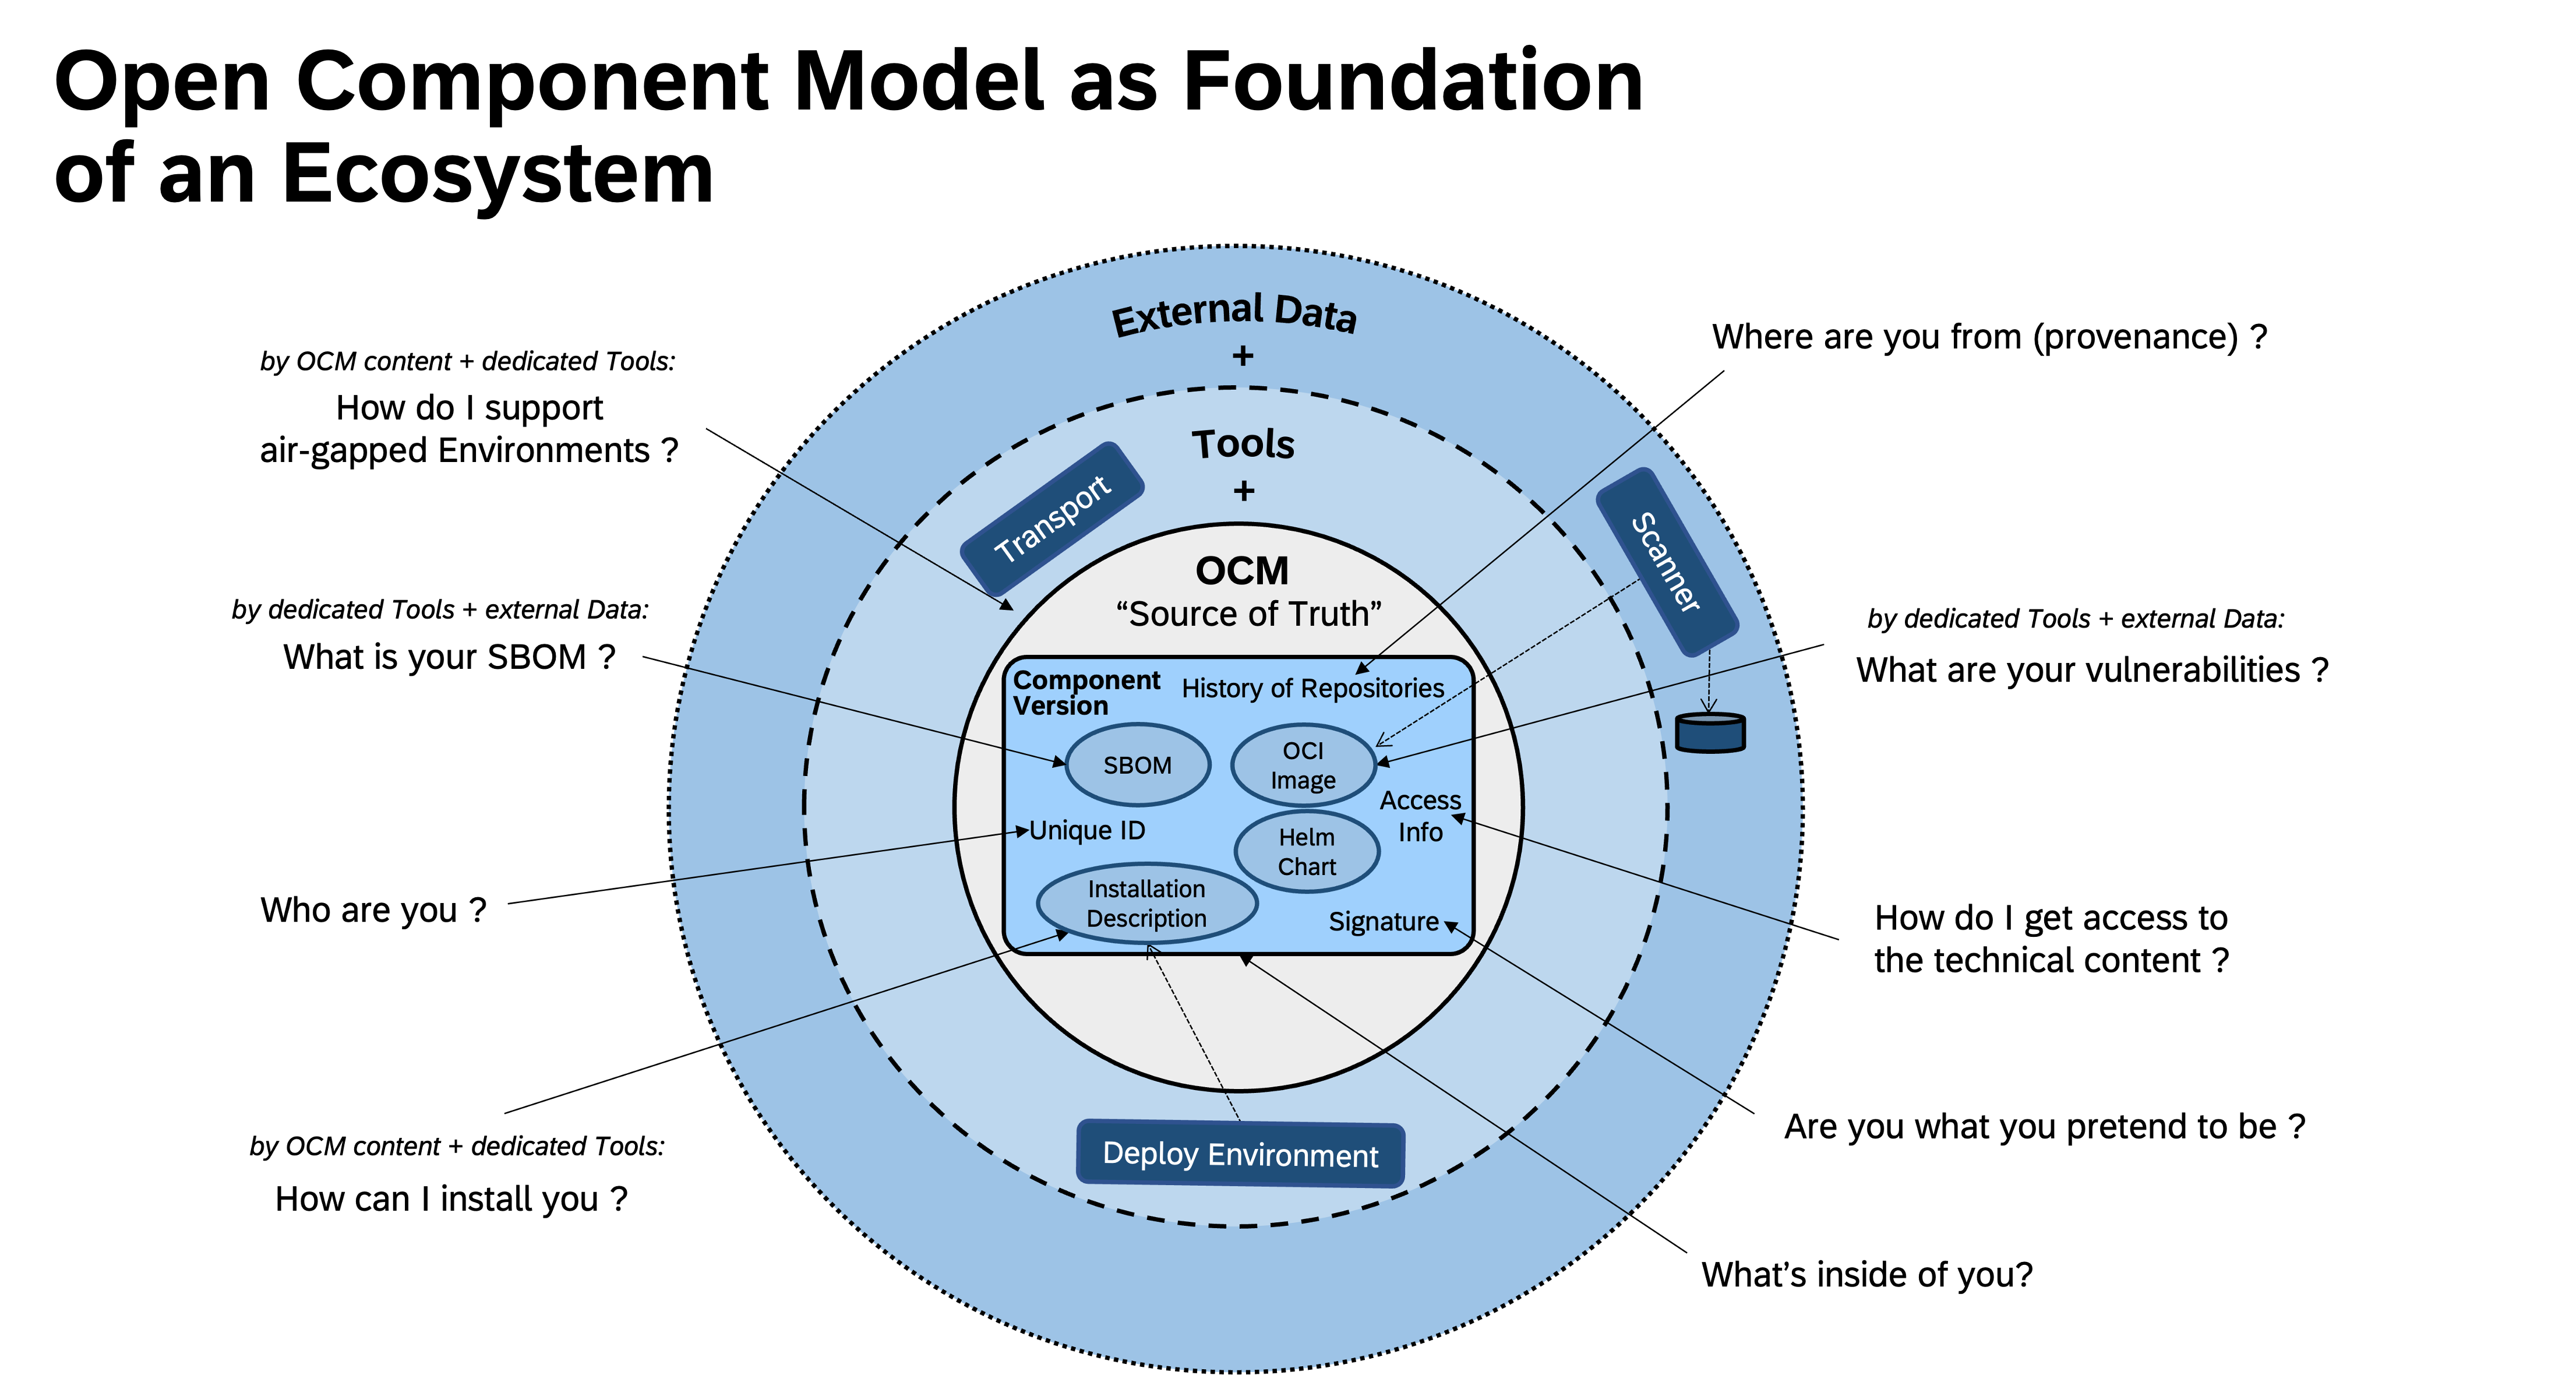 Open Component Model as Foundation
of an Ecosystem
External Data
+
Tools
+
OCM
“Source of Truth”
Component
Version
History of Repositories
SBOM
OCI
Image
Access
Info
Unique ID
Helm
Chart
Installation
Description
Signature
Transport
Scanner
Deploy Environment
by OCM content + dedicated Tools:
How do I support
air-gapped Environments ?
by dedicated Tools + external Data:
What is your SBOM ?
Who are you ?
by OCM content + dedicated Tools:
How can I install you ?
Where are you from (provenance) ?
by dedicated Tools + external Data:
What are your vulnerabilities ?
How do I get access to
the technical content ?
Are you what you pretend to be ?
What’s inside of you?